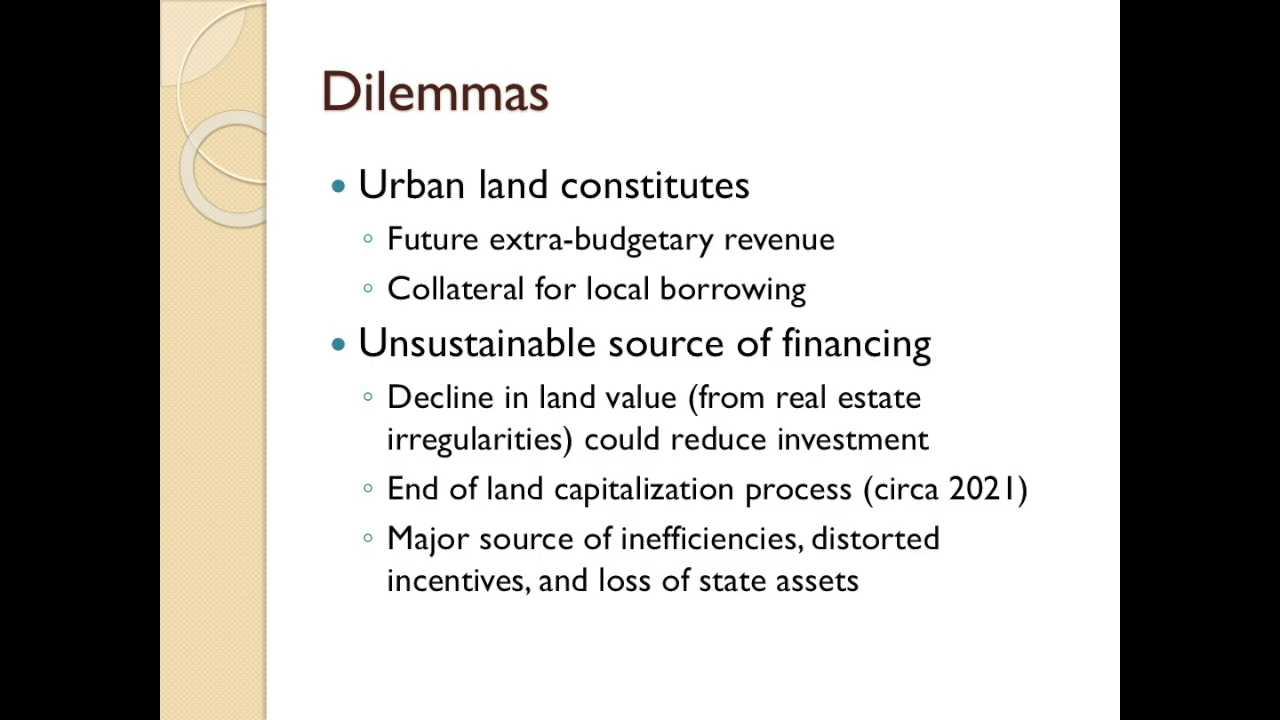 Dilemmas
• Urban land constitutes
◦ Future extra-budgetary revenue
◦ Collateral for local borrowing
• Unsustainable source of financing
◦ Decline in land value (from real estate
irregularities) could reduce investment
◦ End of land capitalization process (circa 2021)
◦ Major source of inefficiencies, distorted
incentives, and loss of state assets